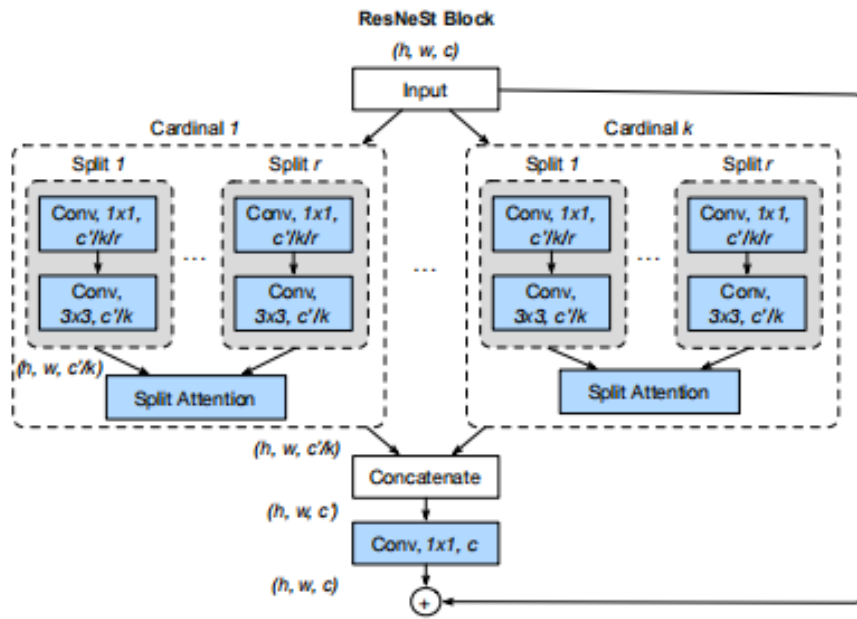 ResNeSt Block
(h, w, c)
Input
Cardinal 1
Cardinal k
Split 1
Split r
Split 1
Split r
Conv, 1x1,
c'/k/r
Conv, 1x1,
c'/k/r
Conv, 1x1,
c'/k/r
Conv, 1x1,
c'/k/r
...
...
...
Conv,
3x3, c'/k
Conv,
3x3, c'/k
Conv,
3x3, c'/k
Conv,
3x3, c'/k
(h, w, c'/k)
Split Attention
Split Attention
(h, w, c'/k)
Concatenate
(h, w, c')
Conv, 1x1, c
(h, w, c)
+